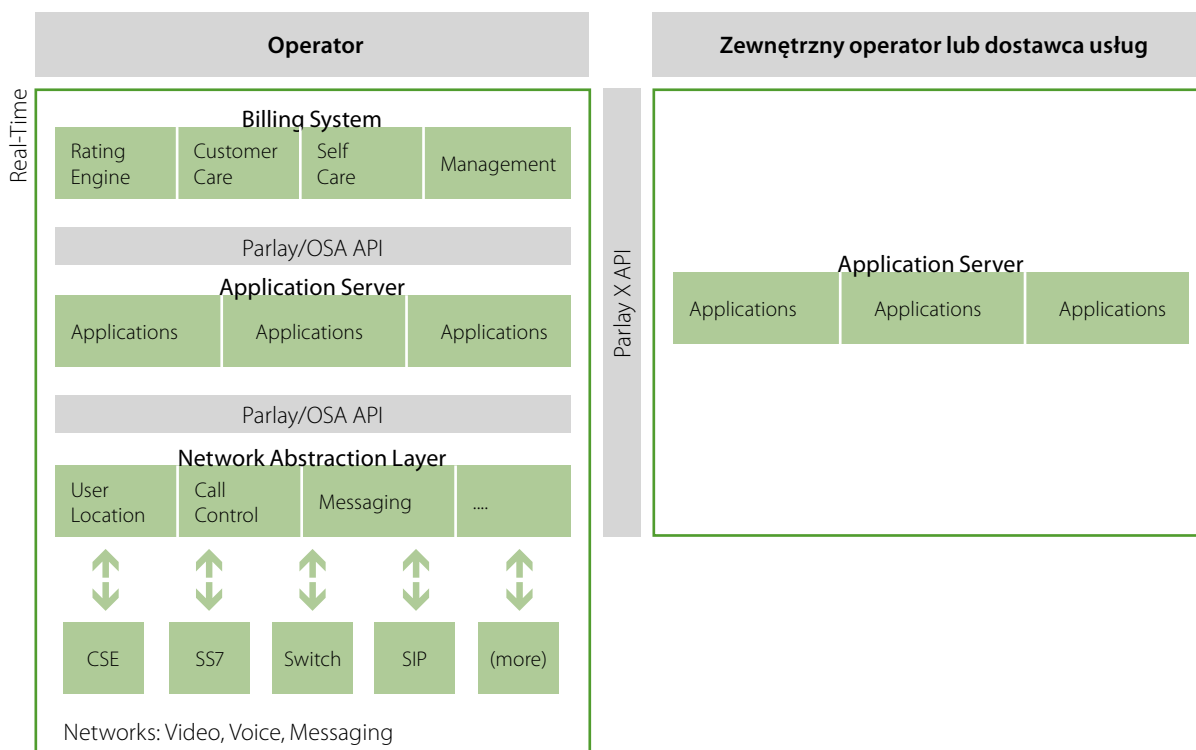 Operator
Zewnętrzny operator lub dostawca usług
Real-Time
Billing System
Rating
Engine
Customer
Care
Self
Care
Management
Parlay/OSA API
Application Server
Applications
Applications
Applications
Parlay/OSA API
Network Abstraction Layer
User
Location
Call
Control
Messaging
....
CSE
SS7
Switch
SIP
(more)
Networks: Video, Voice, Messaging
Parlay X API
Application Server
Applications
Applications
Applications